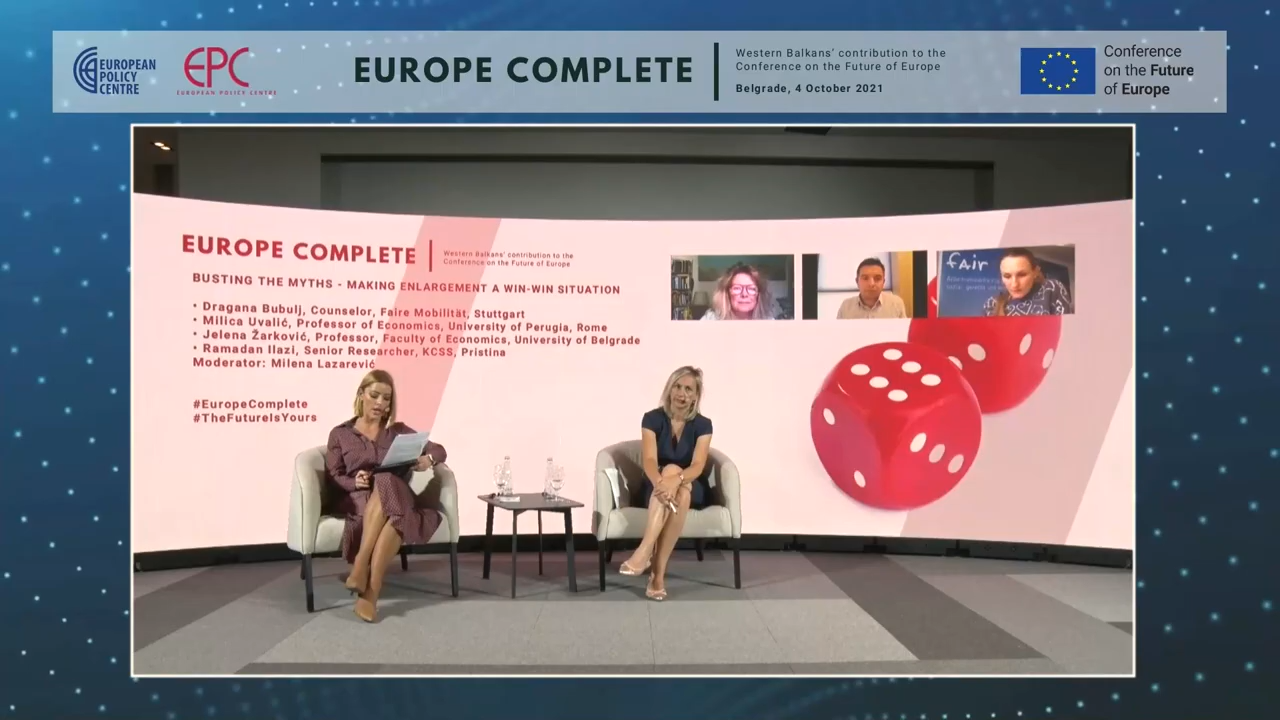 EUROPEAN
POLICY
CENTRE
EPC
EUROPEAN POLICY CENTRE
EUROPE COMPLETE
Western Balkans' contribution to the
Conference on the Future of Europe
Belgrade, 4 October 2021
Conference
on the Future
of Europe
EUROPE COMPLETE
Western Balkans' contribution to the
Conference on the Future of Europe
BUSTING THE MYTHS - MAKING ENLARGEMENT A WIN-WIN SITUATION
• Dragana Bubulj, Counselor, Faire Mobilität, Stuttgart
• Milica Uvalić, Professor of Economics, University of Perugia, Rome
• Jelena Žarković, Professor, Faculty of Economics, University of Belgrade
• Ramadan Ilazi, Senior Researcher, KCSS, Pristina
Moderator: Milena Lazarević
#EuropeComplete
#TheFutureIsYours
fAir